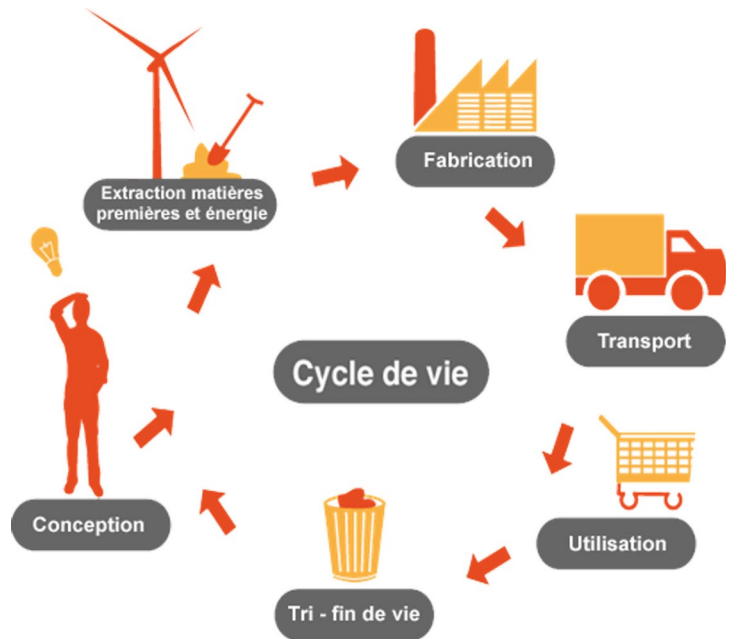 Extraction matières
premières et énergie
Fabrication
Transport
Cycle de vie
Utilisation
Conception
Tri - fin de vie